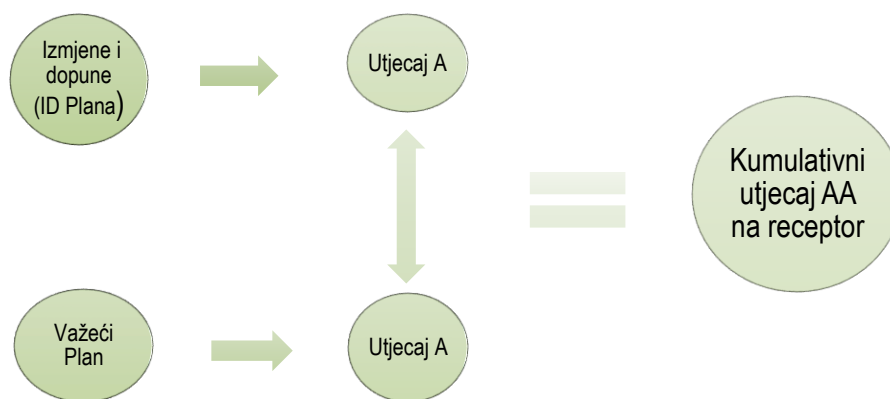 Izmjene i
dopune
(ID Plana)
Utjecaj A
Kumulativni
utjecaj AA
na receptor
Važeći
Plan
Utjecaj A